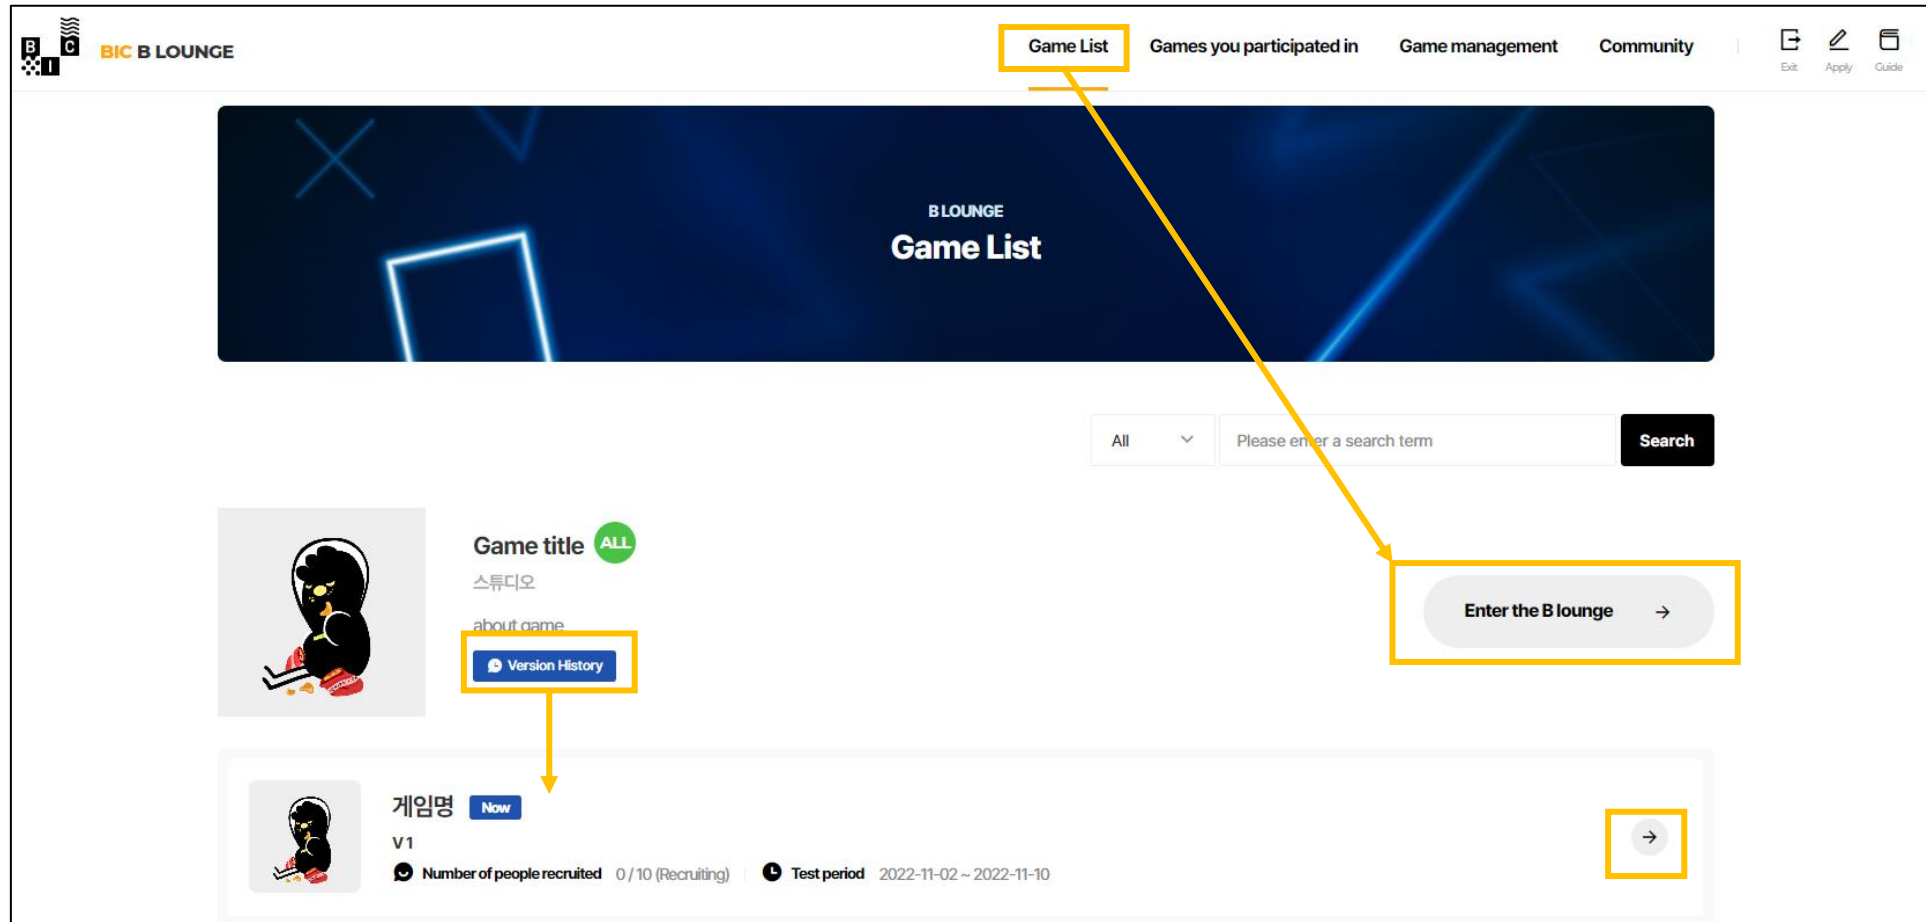 B C I
BIC B LOUNGE
Game List
Games you participated in
Game management
Community
Exit
Apply
Guide
B LOUNGE
Game List
All
Please enter a search term
Search
Game title ALL
스튜디오
about game
Version History
Enter the B lounge
게임명 Now
V 1
Number of people recruited 0 / 10 (Recruiting) Test period 2022-11-02 ~ 2022-11-10